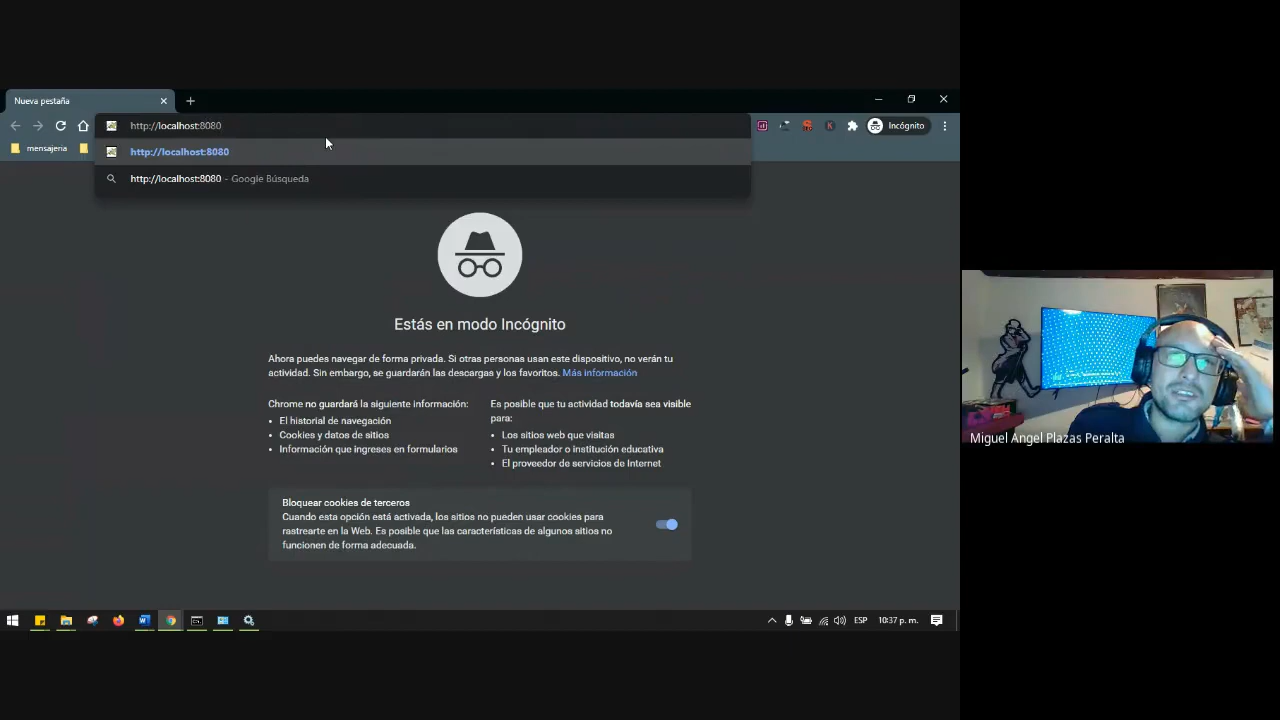 Nueva pestaña
http://localhost:8080
Incógnito
mensajeria
http://localhost:8080
http://localhost:8080 - Google Búsqueda
Estás en modo Incógnito
Ahora puedes navegar de forma privada. Si otras personas usan este dispositivo, no verán tu
actividad. Sin embargo, se guardarán las descargas y los favoritos. Más información
Chrome no guardará la siguiente información:
• El historial de navegación
• Cookies y datos de sitios
• Información que ingreses en formularios
Es posible que tu actividad todavía sea visible
para:
• Los sitios web que visitas
• Tu empleador o institución educativa
• El proveedor de servicios de Internet
Bloquear cookies de terceros
Cuando esta opción está activada, los sitios no pueden usar cookies para
rastrearte en la Web. Es posible que las características de algunos sitios no
funcionen de forma adecuada.
ESP
10:37 p. m.
Miguel Angel Plazas Peralta